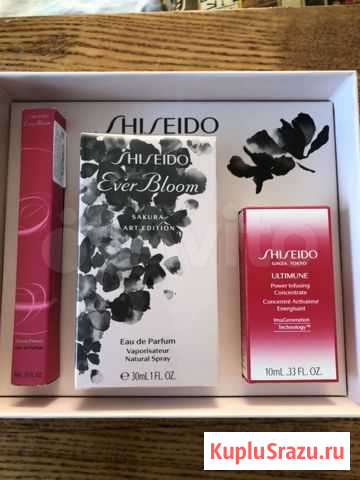 SHISEIDO
SHISEIDO
Ever Bloom
SAKURA
ART EDITION
Eau de Parfum
Vaporisateur
Natural Spray
℮ 30mL 1 FL. OZ.
SHISEIDO
GINZA TOKYO
ULTIMUNE
Power Infusing
Concentrate
Concentré Activateur
Energisant
ImuGeneration
Technology™
10mL .33 FL. OZ.
KupluSrazu.ru